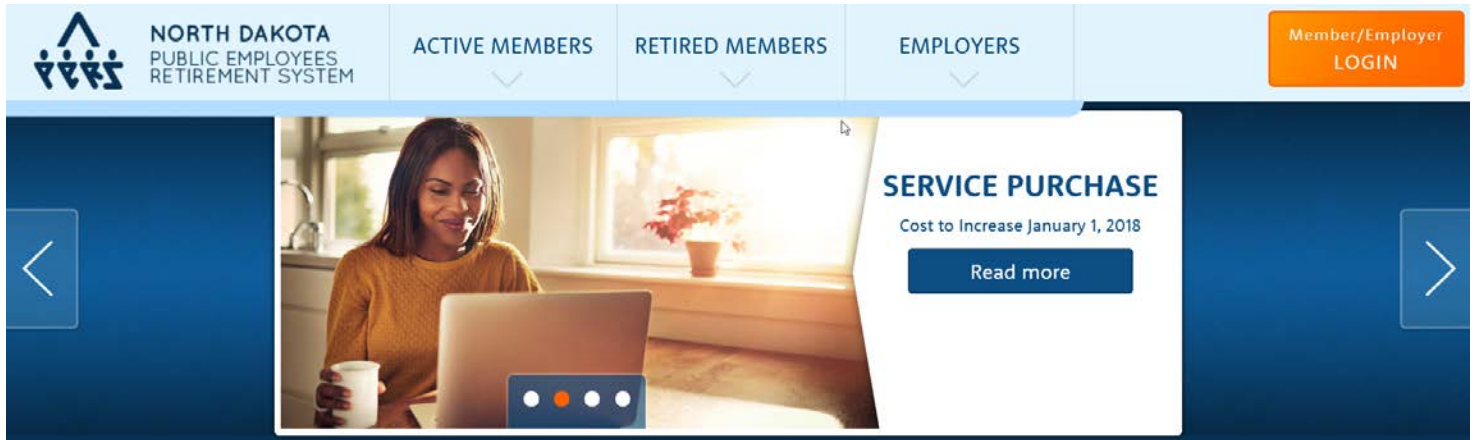 NORTH DAKOTA
PUBLIC EMPLOYEES
RETIREMENT SYSTEM
ACTIVE MEMBERS
RETIRED MEMBERS
EMPLOYERS
Member/Employer
LOGIN
SERVICE PURCHASE
Cost to Increase January 1, 2018
Read more